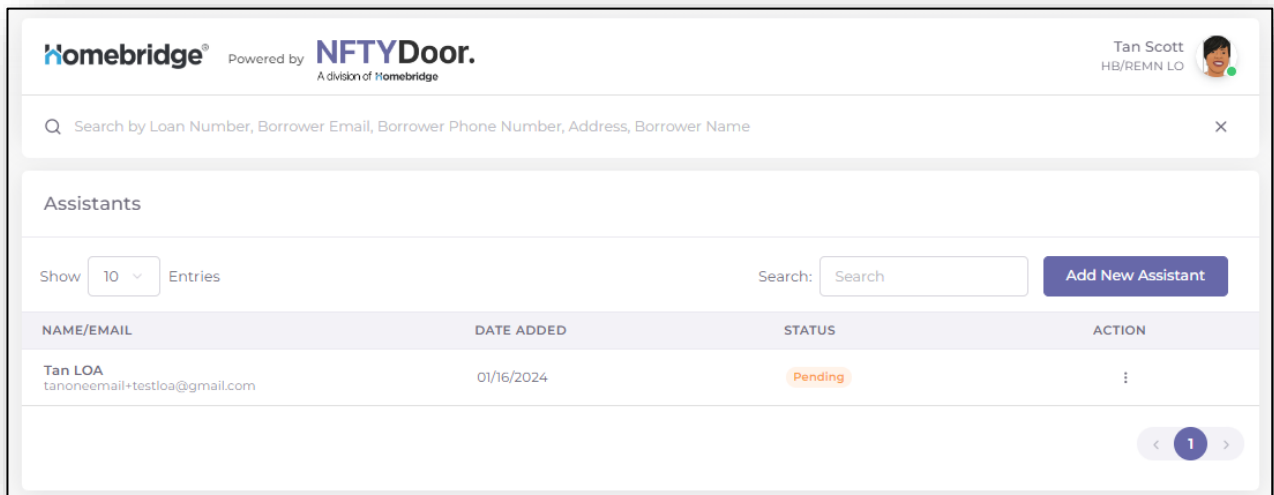 Homebridge® Powered by NFTYDoor.
A division of Homebridge
Tan Scott
HB/REMN LO
Search by Loan Number, Borrower Email, Borrower Phone Number, Address, Borrower Name
Assistants
Show 10 Entries Search: Search Add New Assistant
NAME/EMAIL DATE ADDED STATUS ACTION
Tan LOA 01/16/2024 Pending
tanoneemail+testloa@gmail.com
1